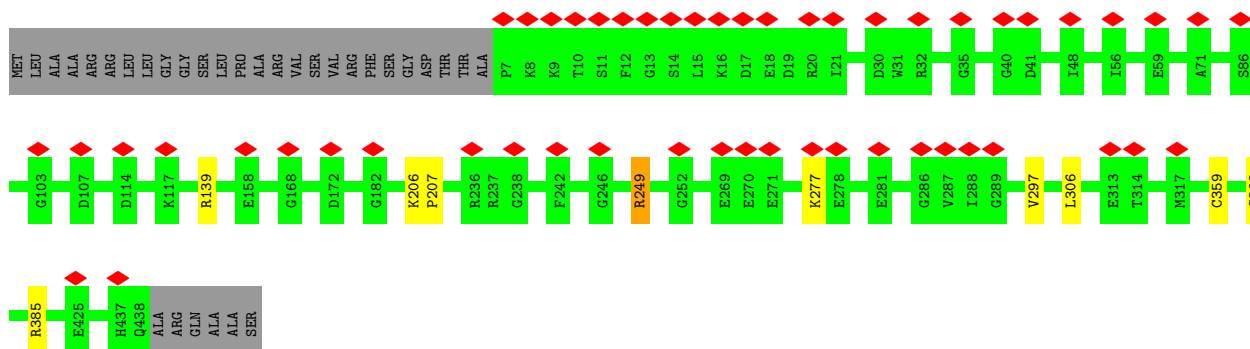 MET LEU ALA ALA ARG ARG LEU LEU GLY GLY SER LEU PRO ALA ARG VAL SER VAL ARG PHE SER GLY ASP THR THR ALA P7 K8 K9 T10 S11 F12 G13 S14 L15 K16 D17 E18 D19 R20 I21 D30 W31 R32 G35 G40 D41 I48 I56 E59 A71 S86
G103 D107 D114 K117 R139 E158 G168 D172 G182 K206 P207 R236 R237 G238 F242 G246 R249 G252 E269 E270 E271 K277 E278 E281 G286 V287 I288 G289 V297 L306 E313 T314 M317 C359
R385 E425 H437 Q438 ALA ARG GLN ALA ALA SER